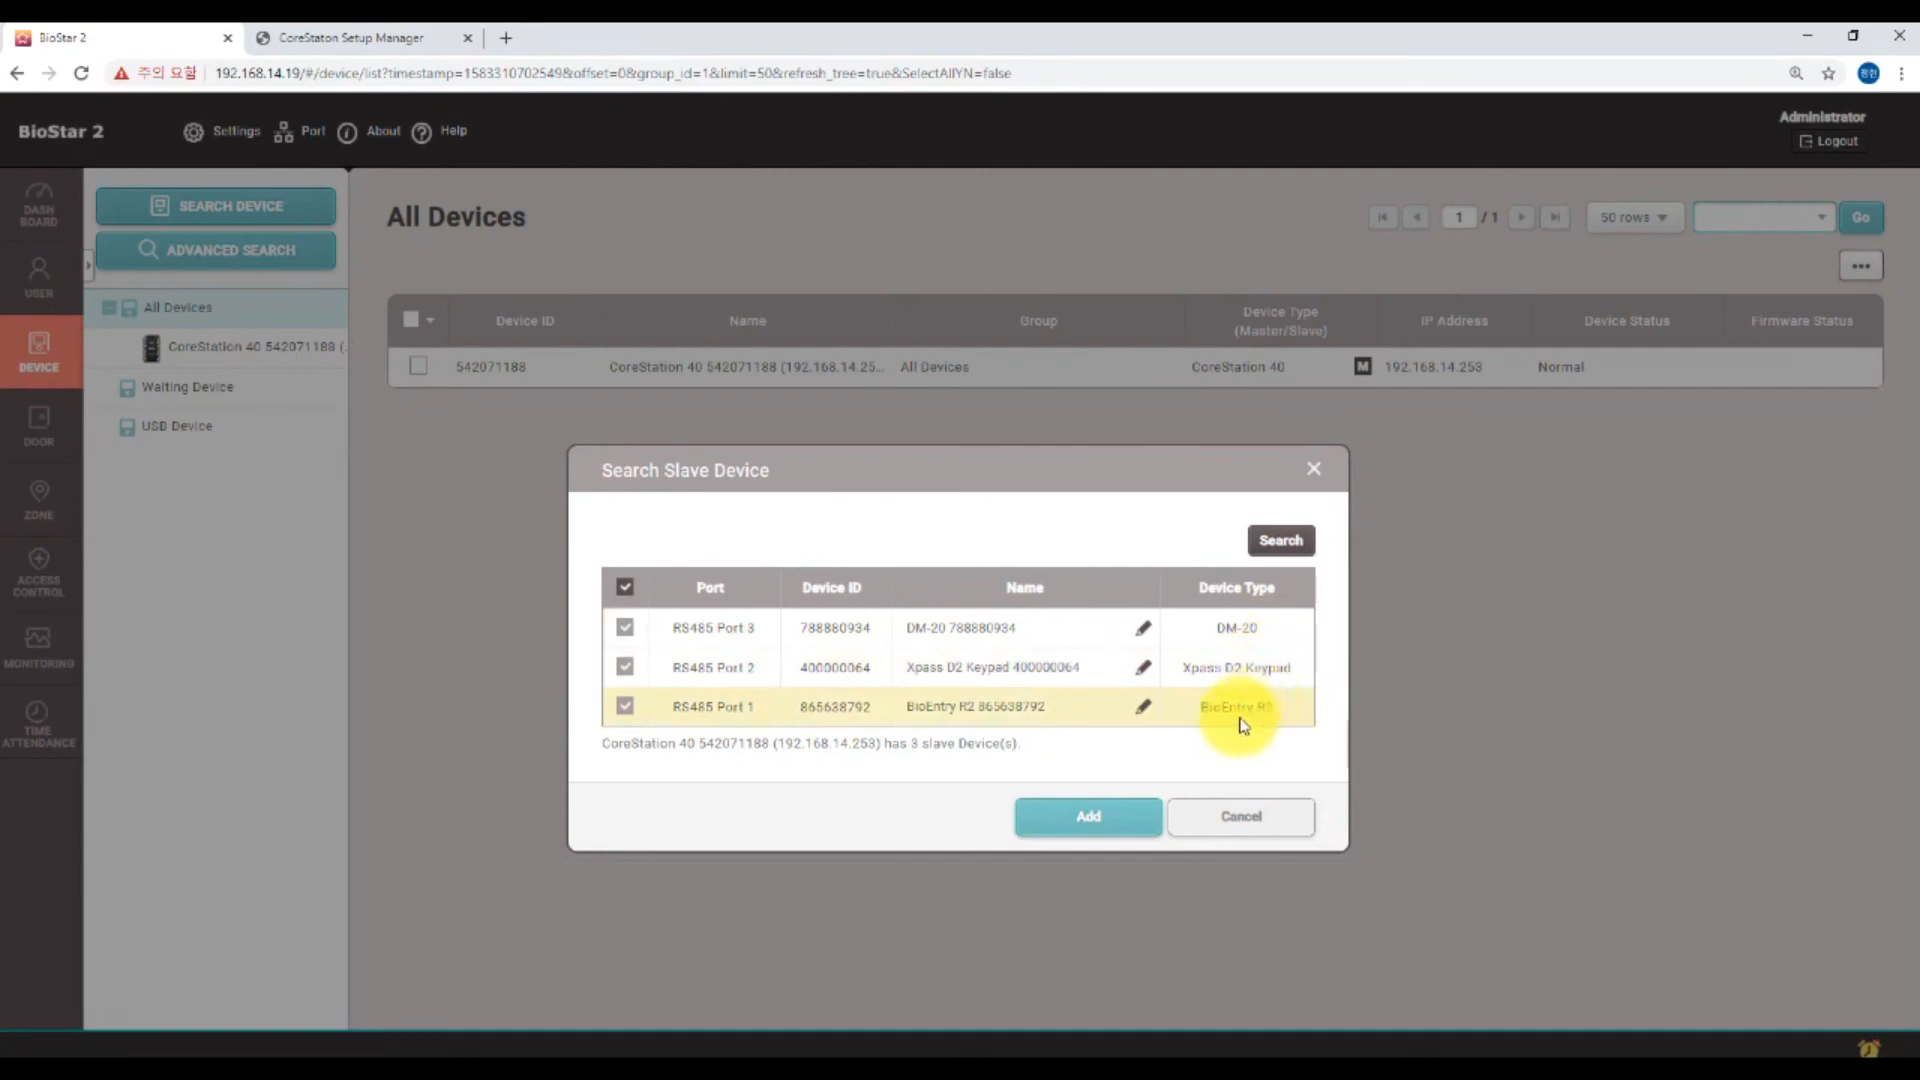 BioStar 2
CoreStaton Setup Manager
주의 요함
192.168.14.19/#/device/list?timestamp=1583310702549&offset=0&group_id=1&limit=50&refresh_tree=true&SelectAllYN=false
정헌
BioStar 2
Settings
Port
About
Help
Administrator
Logout
DASH
BOARD
USER
DEVICE
DOOR
ZONE
ACCESS
CONTROL
MONITORING
TIME
ATTENDANCE
SEARCH DEVICE
ADVANCED SEARCH
All Devices
CoreStation 40 542071188 (.
Waiting Device
USB Device
All Devices
1 / 1
50 rows
Go
Device ID
Name
Group
Device Type
(Master/Slave)
IP Address
Device Status
Firmware Status
542071188
CoreStation 40 542071188 (192.168.14.25...
All Devices
CoreStation 40
M
192.168.14.253
Normal
Search Slave Device
Search
Port
Device ID
Name
Device Type
RS485 Port 3
788880934
DM-20 788880934
DM-20
RS485 Port 2
400000064
Xpass D2 Keypad 400000064
Xpass D2 Keypad
RS485 Port 1
865638792
BioEntry R2 865638792
BioEntry R2
CoreStation 40 542071188 (192.168.14.253) has 3 slave Device(s).
Add
Cancel